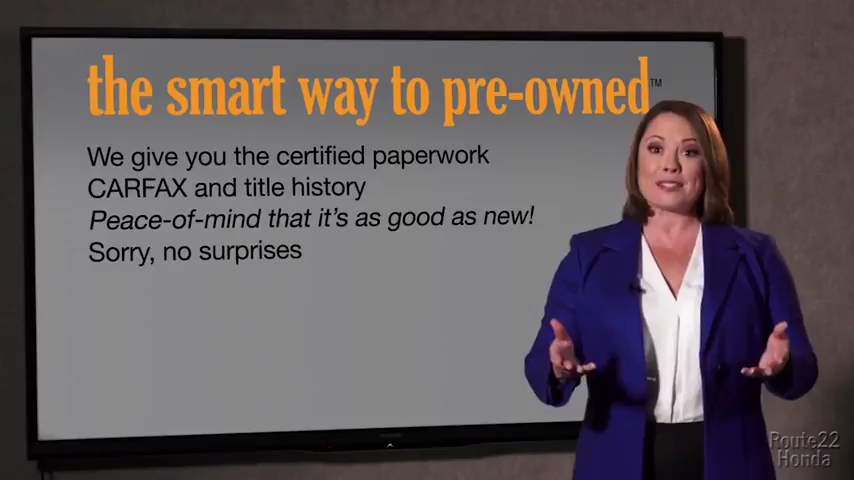 the smart way to pre-owned™
We give you the certified paperwork
CARFAX and title history
Peace-of-mind that it's as good as new!
Sorry, no surprises
Route22
Honda